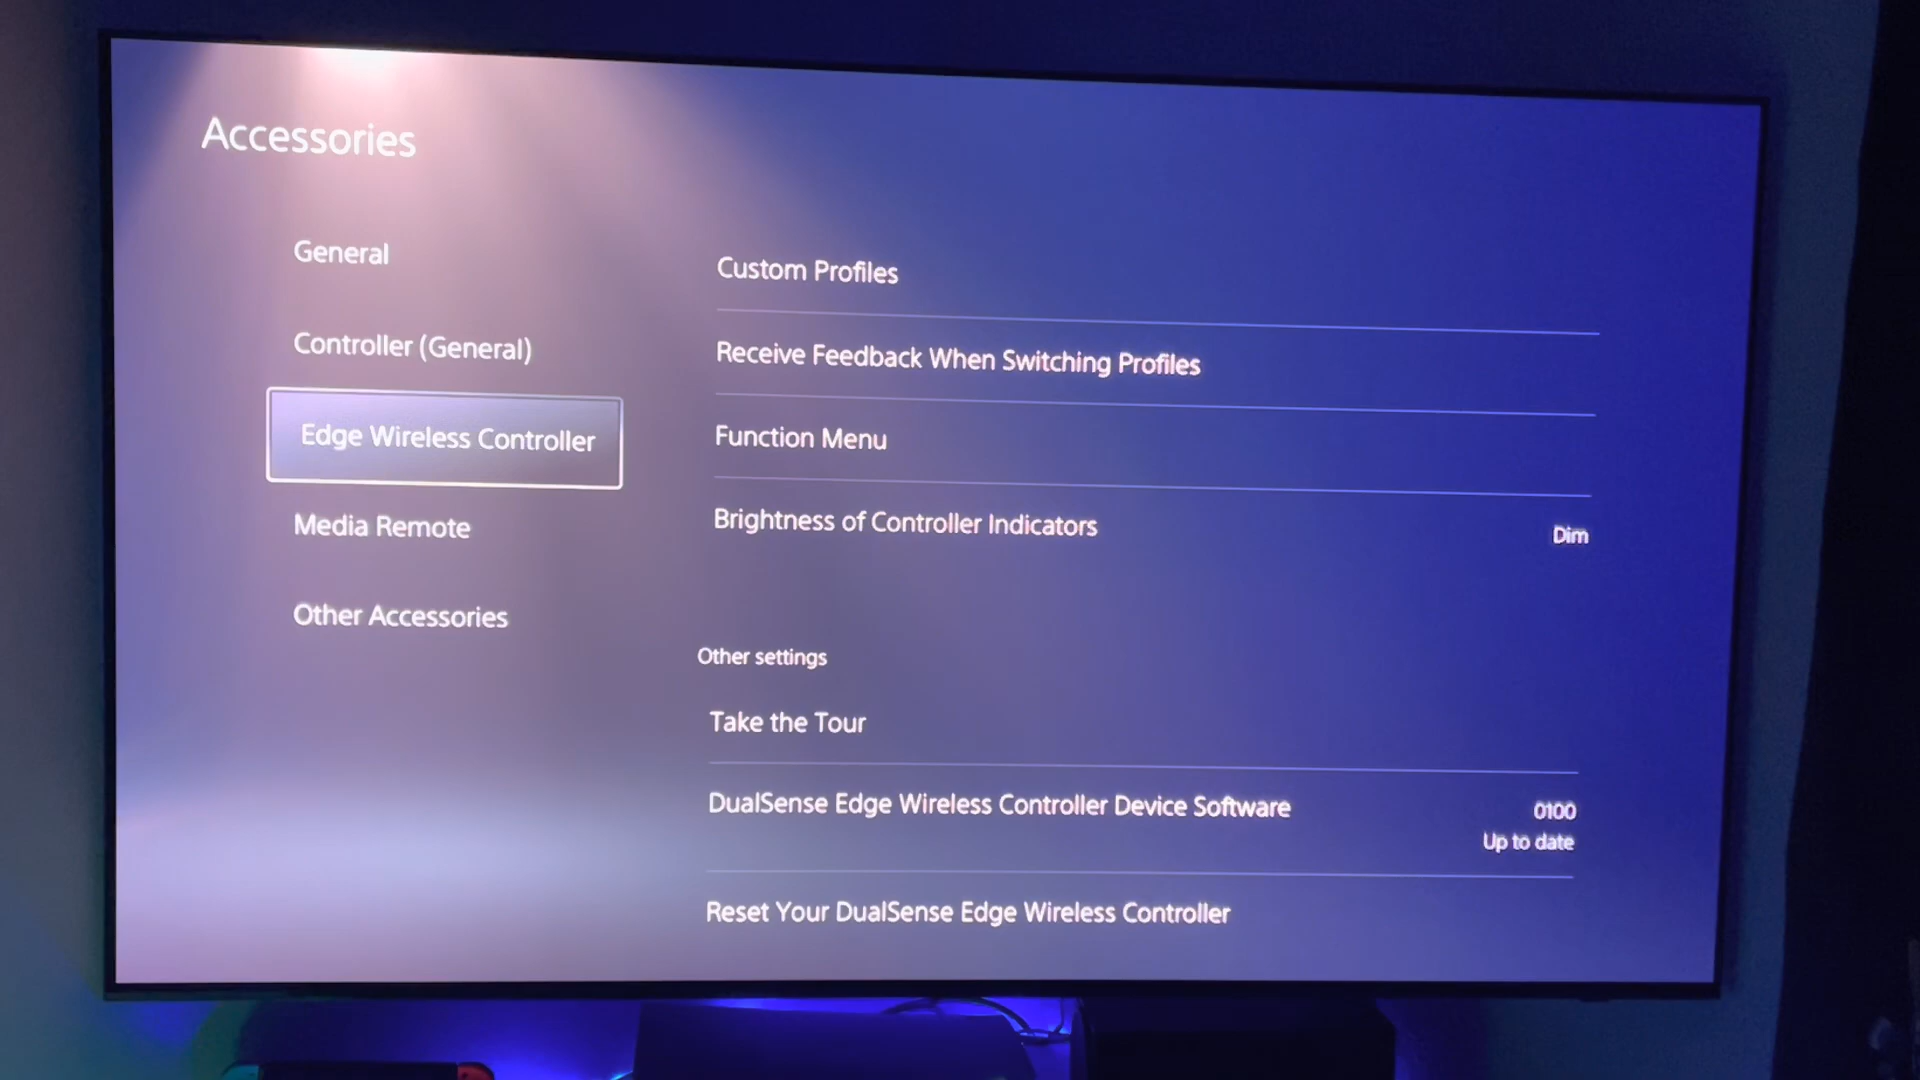 Accessories
General
Controller (General)
Edge Wireless Controller
Media Remote
Other Accessories
Custom Profiles
Receive Feedback When Switching Profiles
Function Menu
Brightness of Controller Indicators
Dim
Other settings
Take the Tour
DualSense Edge Wireless Controller Device Software
0100
Up to date
Reset Your DualSense Edge Wireless Controller